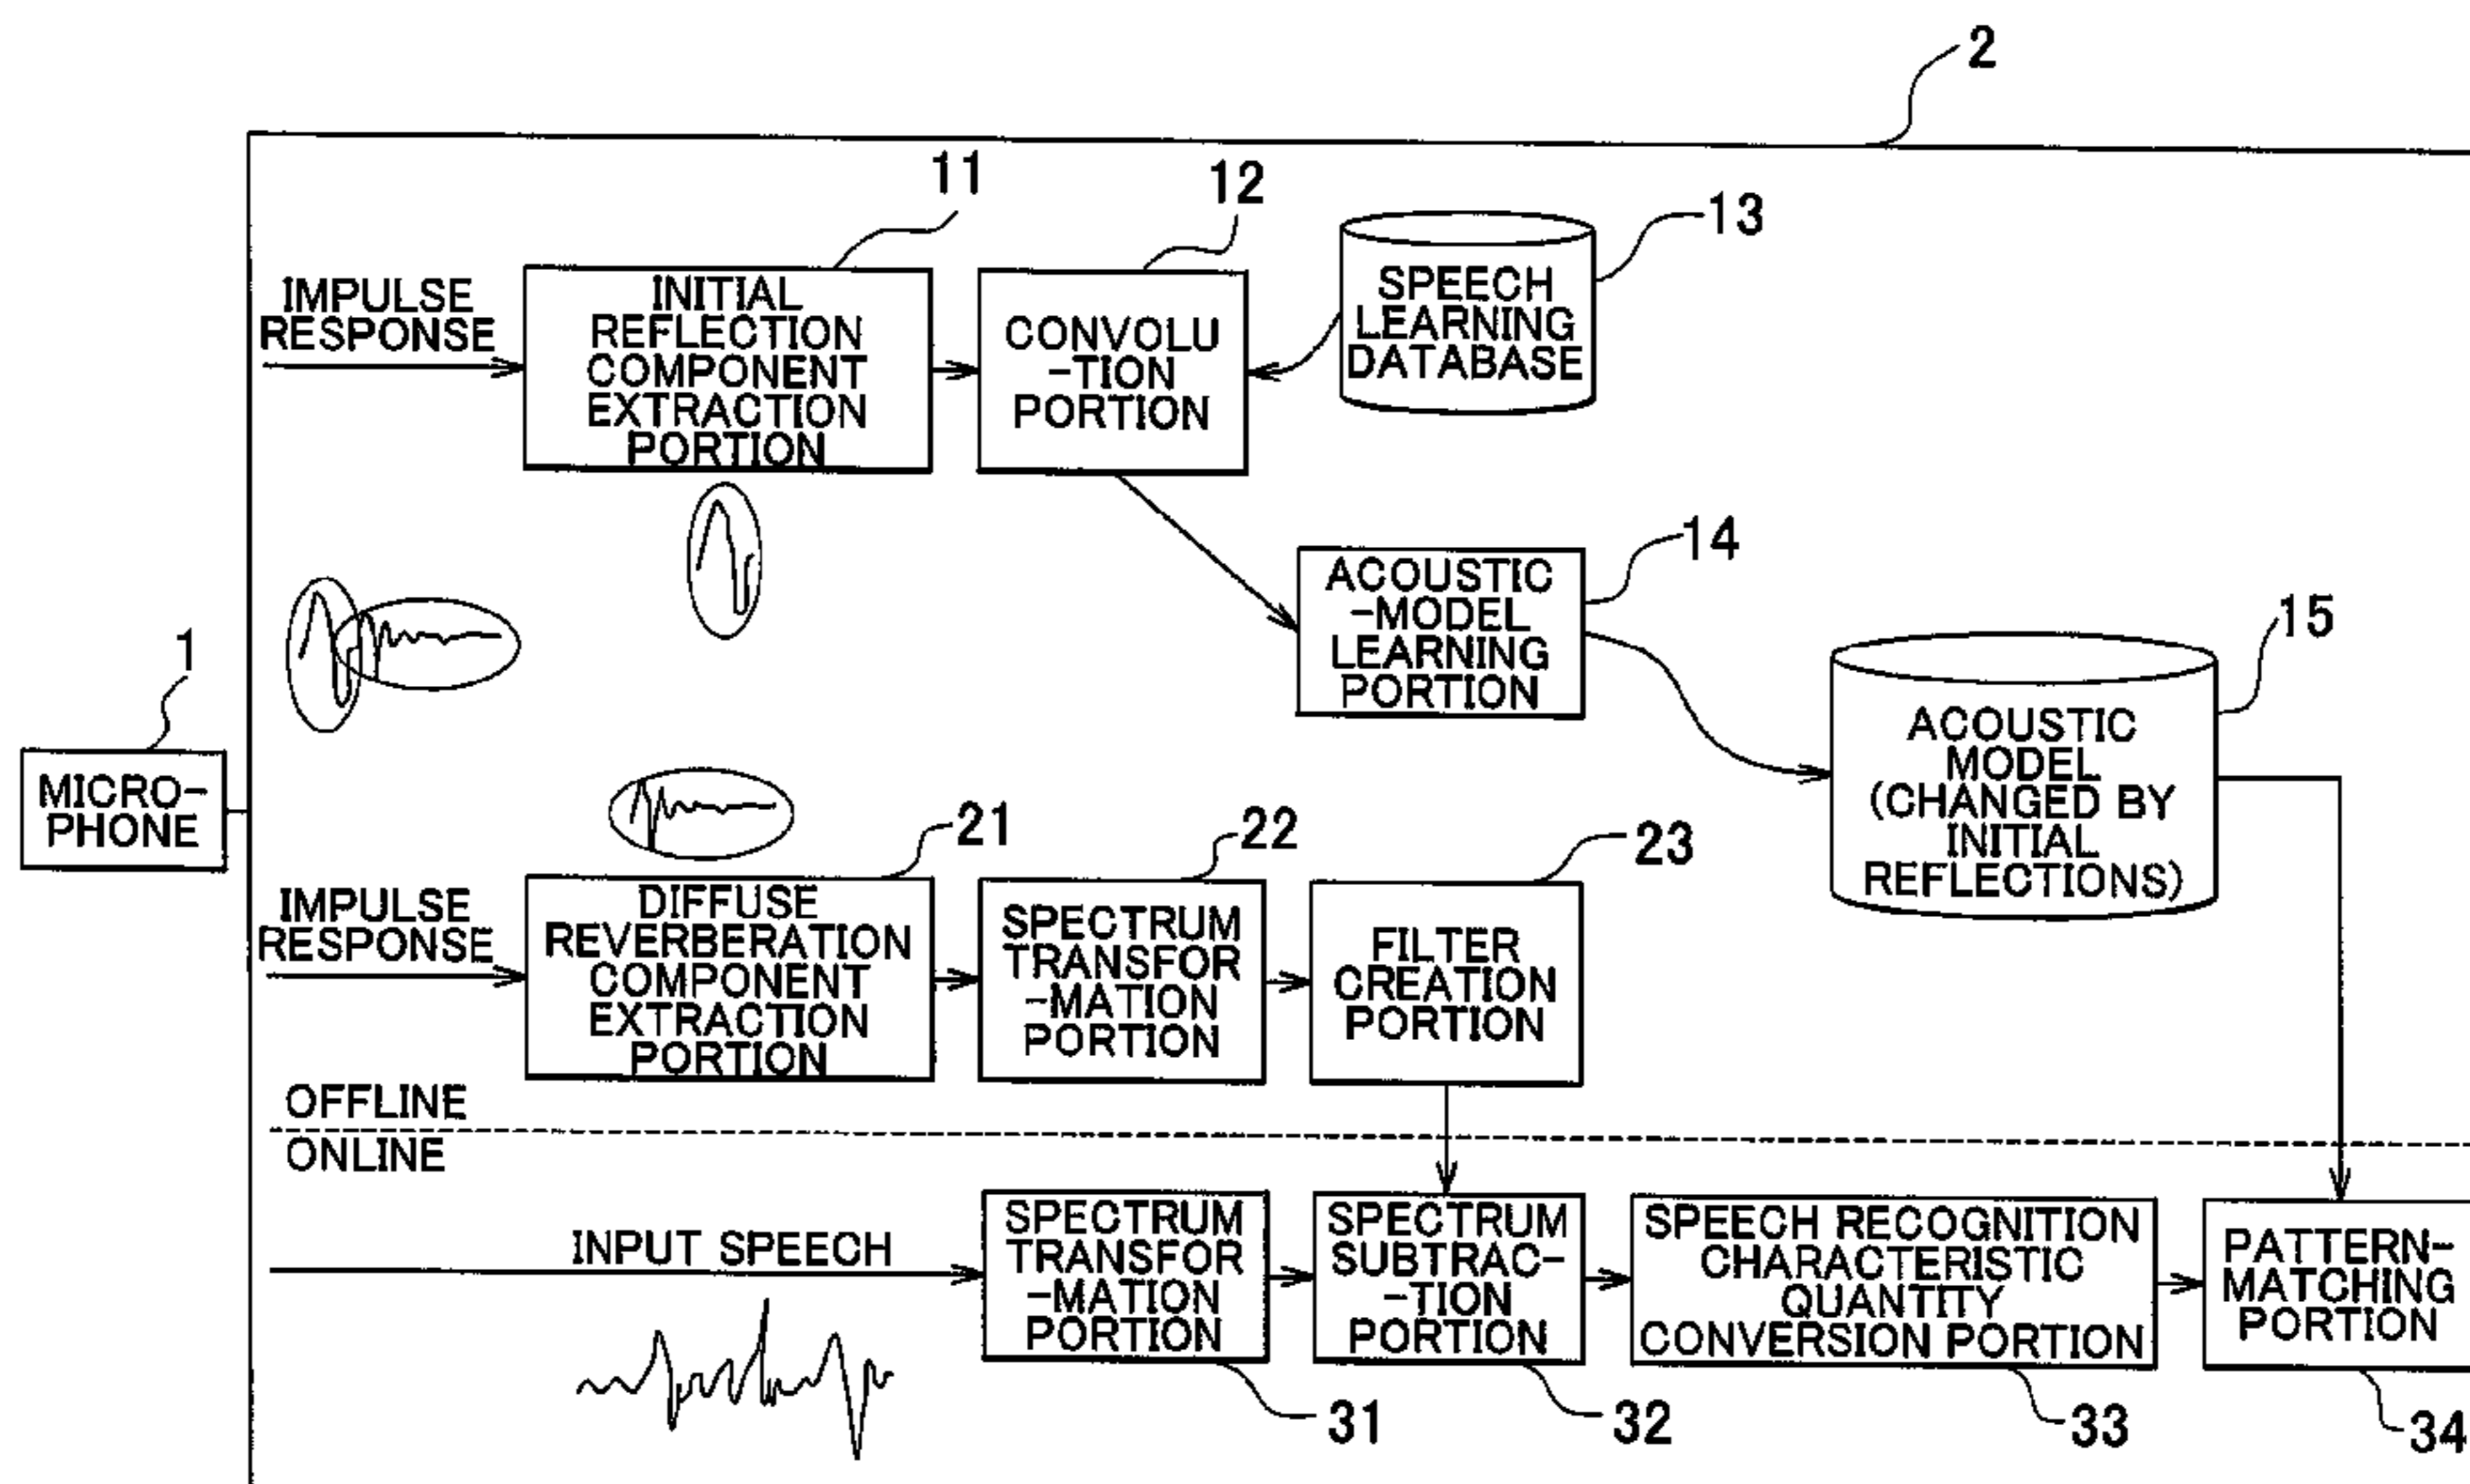 2
11
12
13
IMPULSE
RESPONSE
INITIAL
REFLECTION
COMPONENT
EXTRACTION
PORTION
CONVOLU
-TION
PORTION
SPEECH
LEARNING
DATABASE
14
ACOUSTIC
-MODEL
LEARNING
PORTION
15
ACOUSTIC
MODEL
(CHANGED BY
INITIAL
REFLECTIONS)
1
MICRO-
PHONE
21
22
23
IMPULSE
RESPONSE
DIFFUSE
REVERBERATION
COMPONENT
EXTRACTION
PORTION
SPECTRUM
TRANSFOR
-MATION
PORTION
FILTER
CREATION
PORTION
OFFLINE
ONLINE
INPUT SPEECH
SPECTRUM
TRANSFOR
-MATION
PORTION
SPECTRUM
SUBTRAC-
-TION
PORTION
SPEECH RECOGNITION
CHARACTERISTIC
QUANTITY
CONVERSION PORTION
PATTERN-
MATCHING
PORTION
31
32
33
34